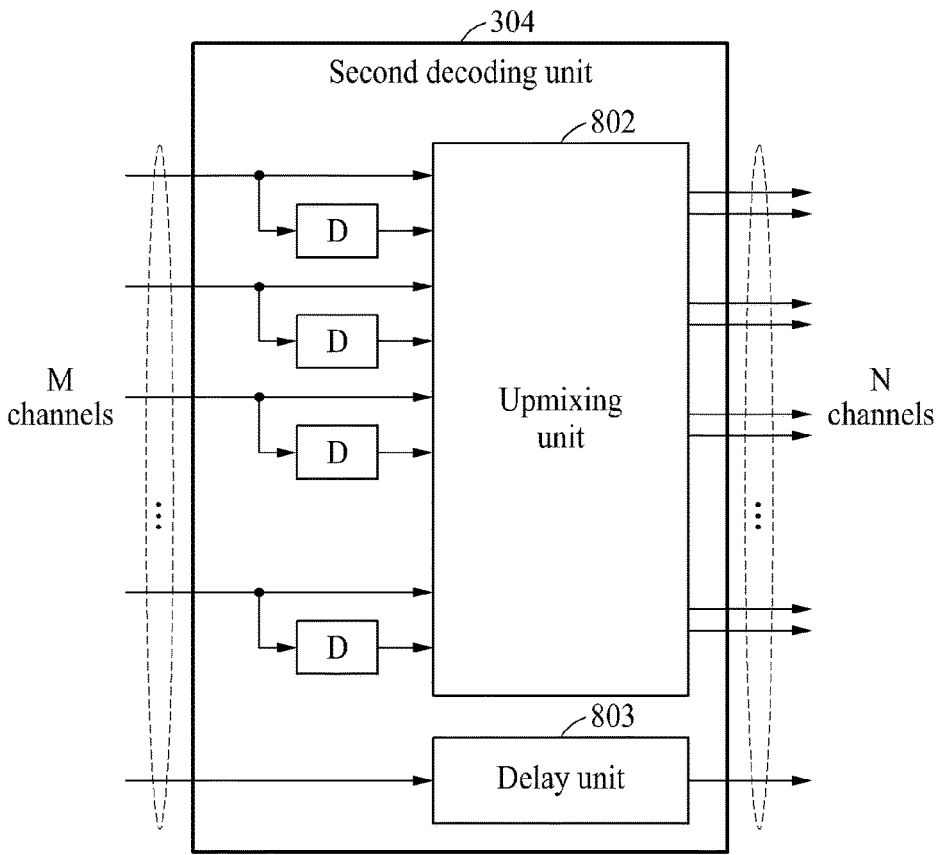 304
Second decoding unit
802
D
D
D
D
M
channels
...
Upmixing
unit
N
channels
...
803
Delay unit